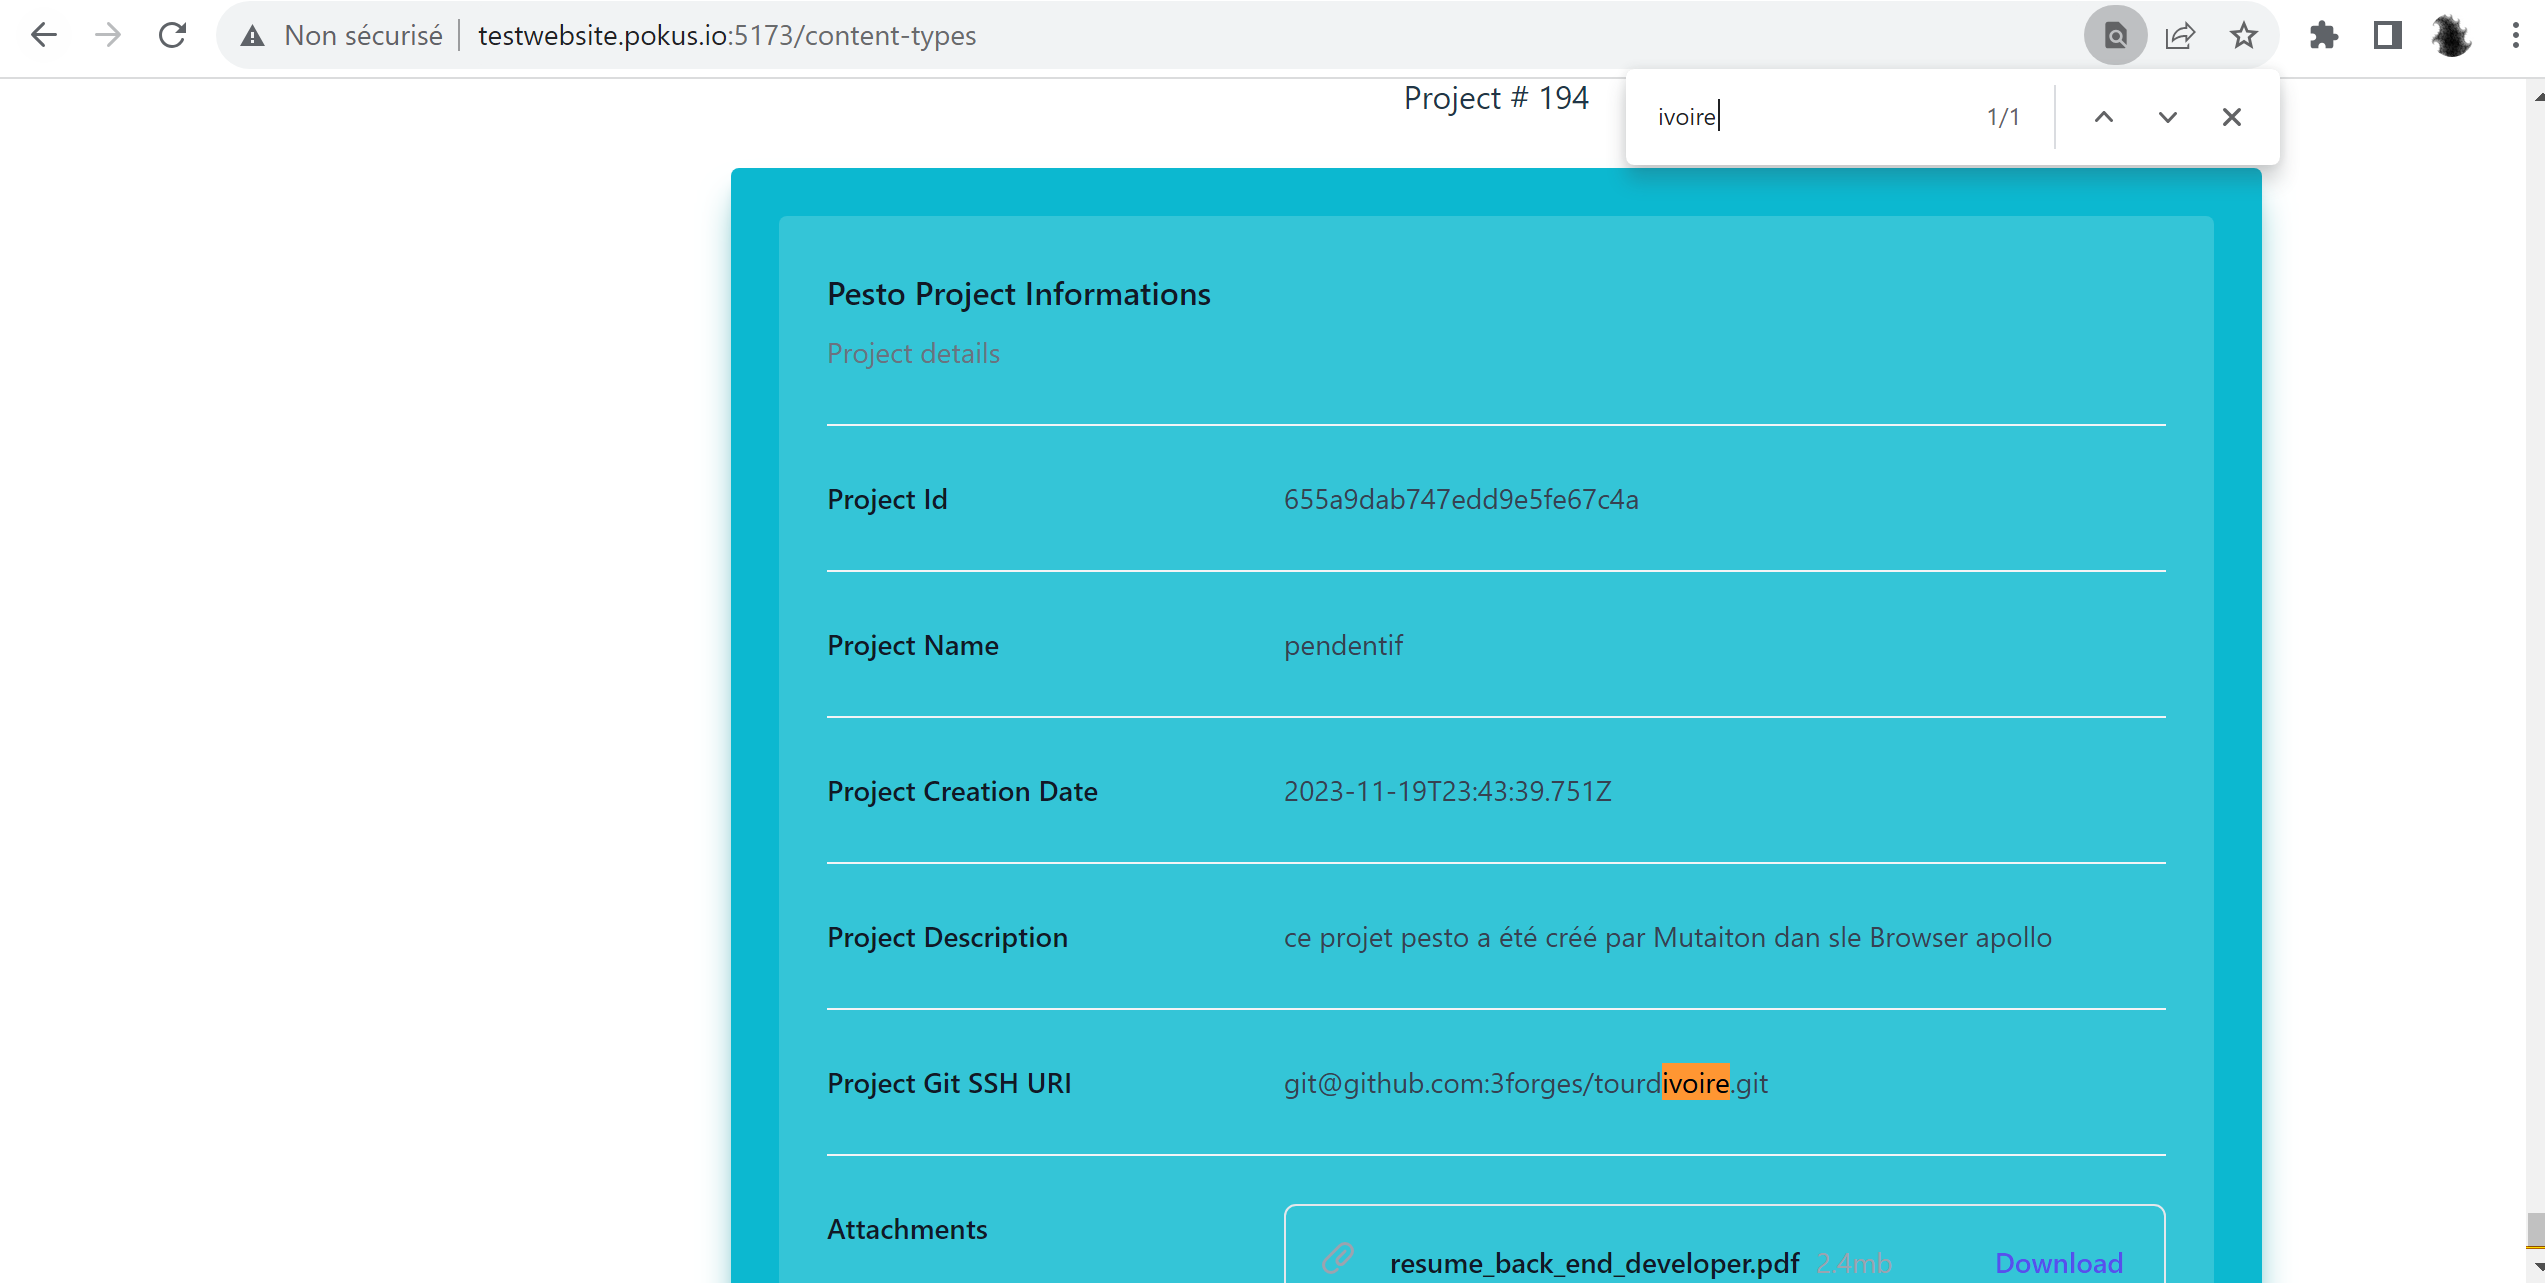 Non sécurisé testwebsite.pokus.io:5173/content-types
ivoire 1/1
Project # 194
Pesto Project Informations
Project details
Project Id 655a9dab747edd9e5fe67c4a
Project Name pendentif
Project Creation Date 2023-11-19T23:43:39.751Z
Project Description ce projet pesto a été créé par Mutaiton dan sle Browser apollo
Project Git SSH URI git@github.com:3forges/tourdivoire.git
Attachments
resume_back_end_developer.pdf 2.4mb Download